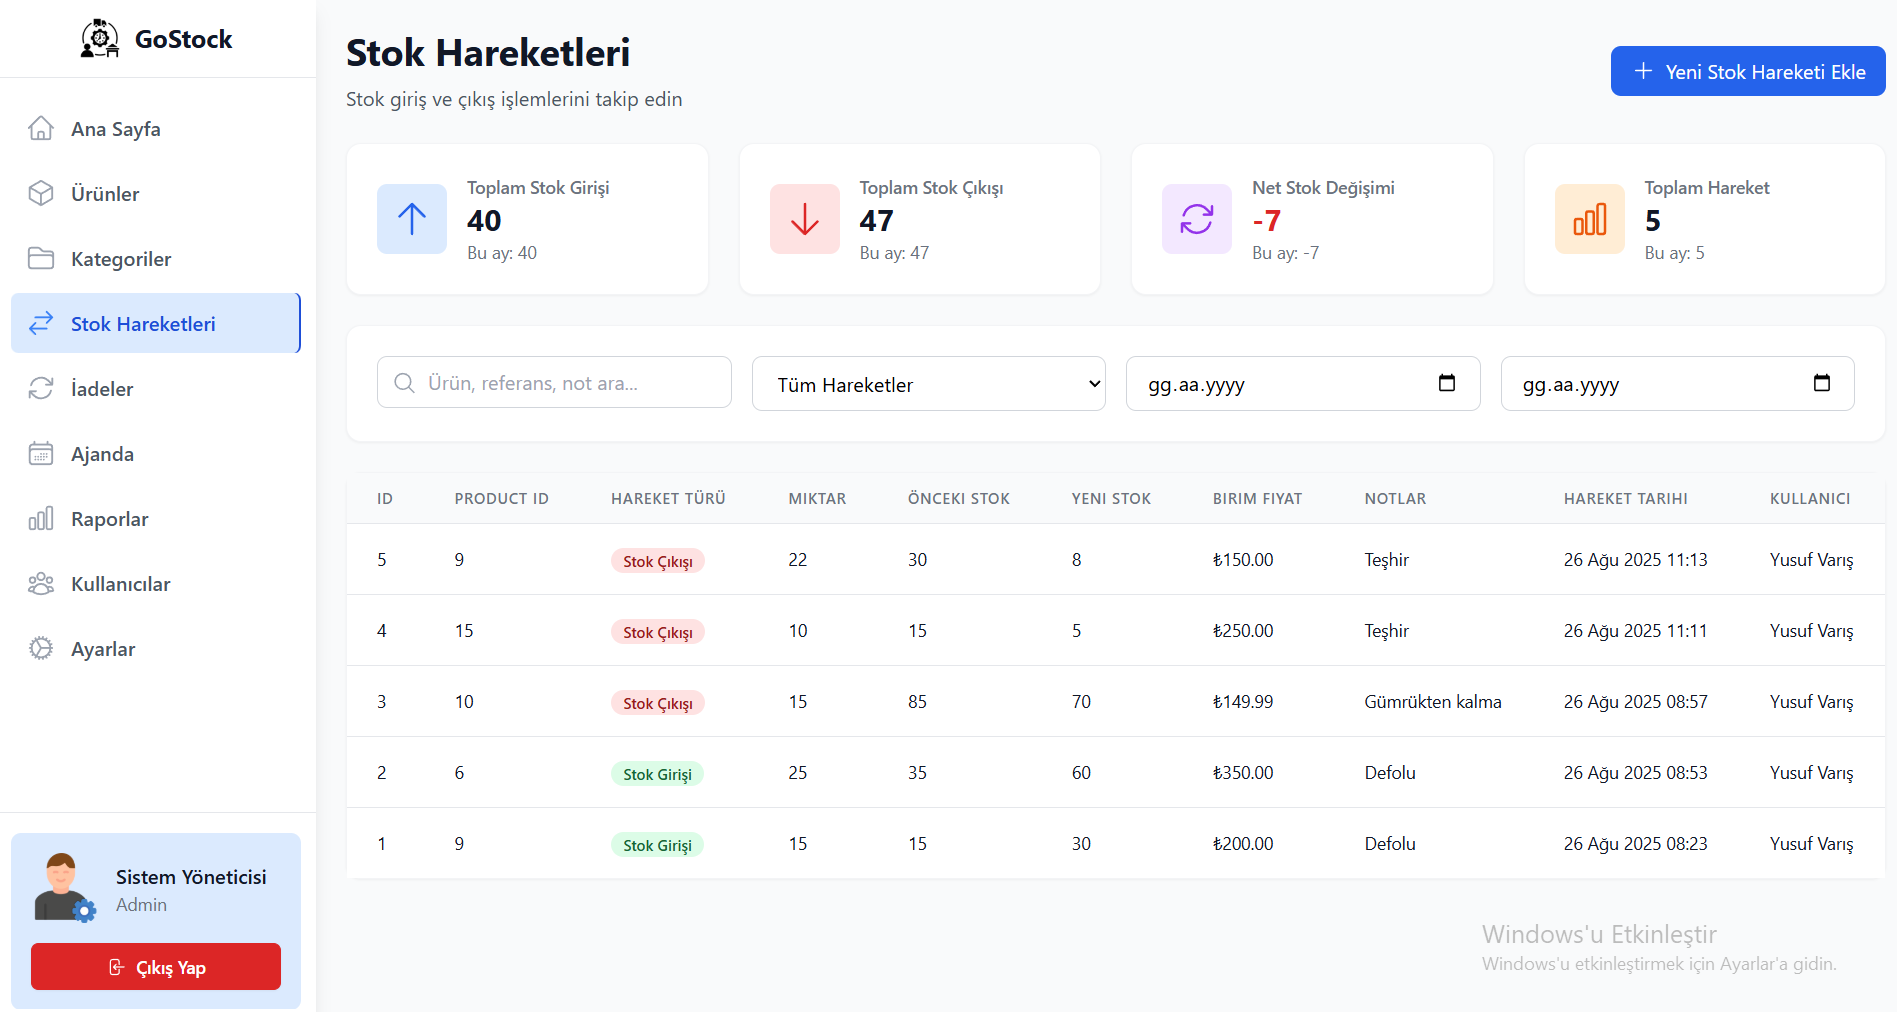 GoStock
Ana Sayfa
Ürünler
Kategoriler
Stok Hareketleri
İadeler
Ajanda
Raporlar
Kullanıcılar
Ayarlar
Sistem Yöneticisi
Admin
Çıkış Yap
Stok Hareketleri
Stok giriş ve çıkış işlemlerini takip edin
Yeni Stok Hareketi Ekle
Toplam Stok Girişi
40
Bu ay: 40
Toplam Stok Çıkışı
47
Bu ay: 47
Net Stok Değişimi
-7
Bu ay: -7
Toplam Hareket
5
Bu ay: 5
Ürün, referans, not ara...
Tüm Hareketler
gg.aa.yyyy
gg.aa.yyyy
ID PRODUCT ID HAREKET TÜRÜ MIKTAR ÖNCEKI STOK YENI STOK BIRIM FIYAT NOTLAR HAREKET TARIHI KULLANICI
5 9 Stok Çıkışı 22 30 8 ₺150.00 Teşhir 26 Ağu 2025 11:13 Yusuf Varış
4 15 Stok Çıkışı 10 15 5 ₺250.00 Teşhir 26 Ağu 2025 11:11 Yusuf Varış
3 10 Stok Çıkışı 15 85 70 ₺149.99 Gümrükten kalma 26 Ağu 2025 08:57 Yusuf Varış
2 6 Stok Girişi 25 35 60 ₺350.00 Defolu 26 Ağu 2025 08:53 Yusuf Varış
1 9 Stok Girişi 15 15 30 ₺200.00 Defolu 26 Ağu 2025 08:23 Yusuf Varış
Windows'u Etkinleştir
Windows'u etkinleştirmek için Ayarlar'a gidin.